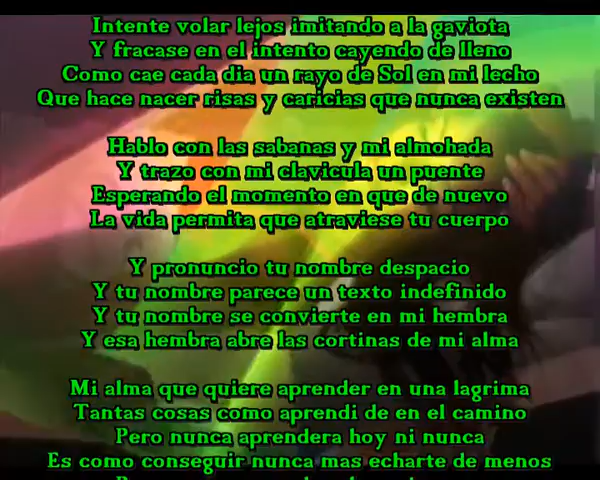 Intente volar lejos imitando a la gaviota
Y fracase en el intento cayendo de lleno
Como cae cada dia un rayo de Sol en mi lecho
Que hace nacer risas y caricias que nunca existen
Hablo con las sabanas y mi almohada
Y trazo con mi clavicula un puente
Esperando el momento en que de nuevo
La vida permita que atraviese tu cuerpo
Y pronuncio tu nombre despacio
Y tu nombre parece un texto indefinido
Y tu nombre se convierte en mi hembra
Y esa hembra abre las cortinas de mi alma
Mi alma que quiere aprender en una lagrima
Tantas cosas como aprendi de en el camino
Pero nunca aprendera hoy ni nunca
Es como conseguir nunca mas echarte de menos